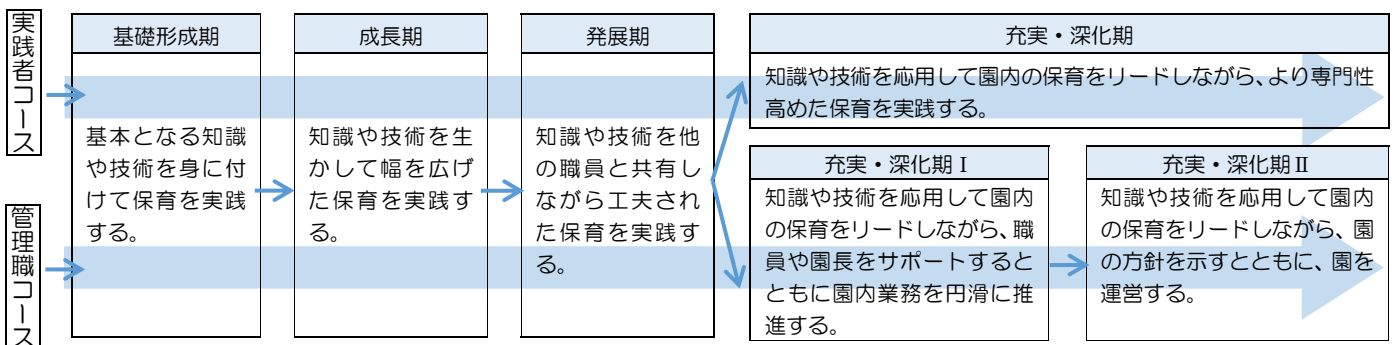 実践者コース
管理職コース
基礎形成期
基本となる知識
や技術を身に付
けて保育を実践
する。
成長期
知識や技術を生
かして幅を広げ
た保育を実践す
る。
発展期
知識や技術を他
の職員と共有し
ながら工夫され
た保育を実践す
る。
充実・深化期
知識や技術を応用して園内の保育をリードしながら、より専門性
高めた保育を実践する。
充実・深化期Ⅰ
知識や技術を応用して園内
の保育をリードしながら、職
員や園長をサポートすると
ともに園内業務を円滑に推
進する。
充実・深化期Ⅱ
知識や技術を応用して園内
の保育をリードしながら、園
の方針を示すとともに、園を
運営する。